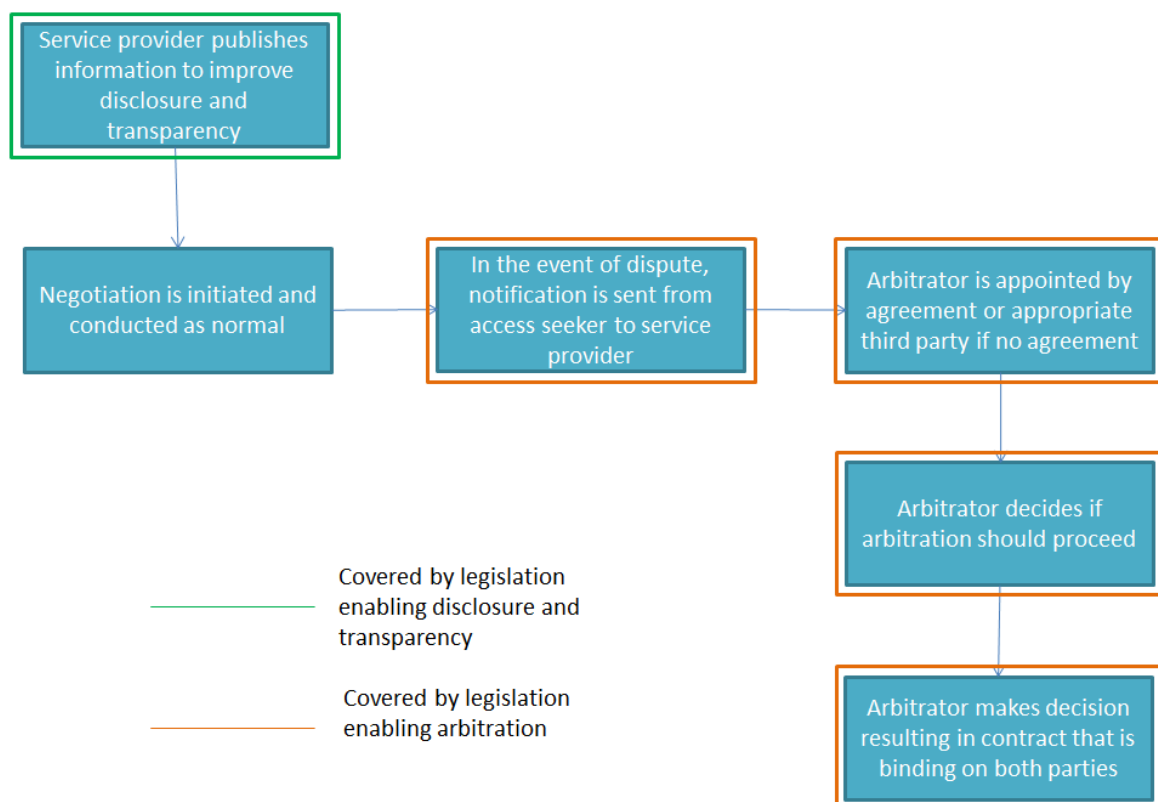 Service provider publishes
information to improve
disclosure and
transparency
Negotiation is initiated and
conducted as normal
In the event of dispute,
notification is sent from
access seeker to service
provider
Arbitrator is appointed by
agreement or appropriate
third party if no agreement
Arbitrator decides if
arbitration should proceed
Arbitrator makes decision
resulting in contract that is
binding on both parties
Covered by legislation
enabling disclosure and
transparency
Covered by legislation
enabling arbitration